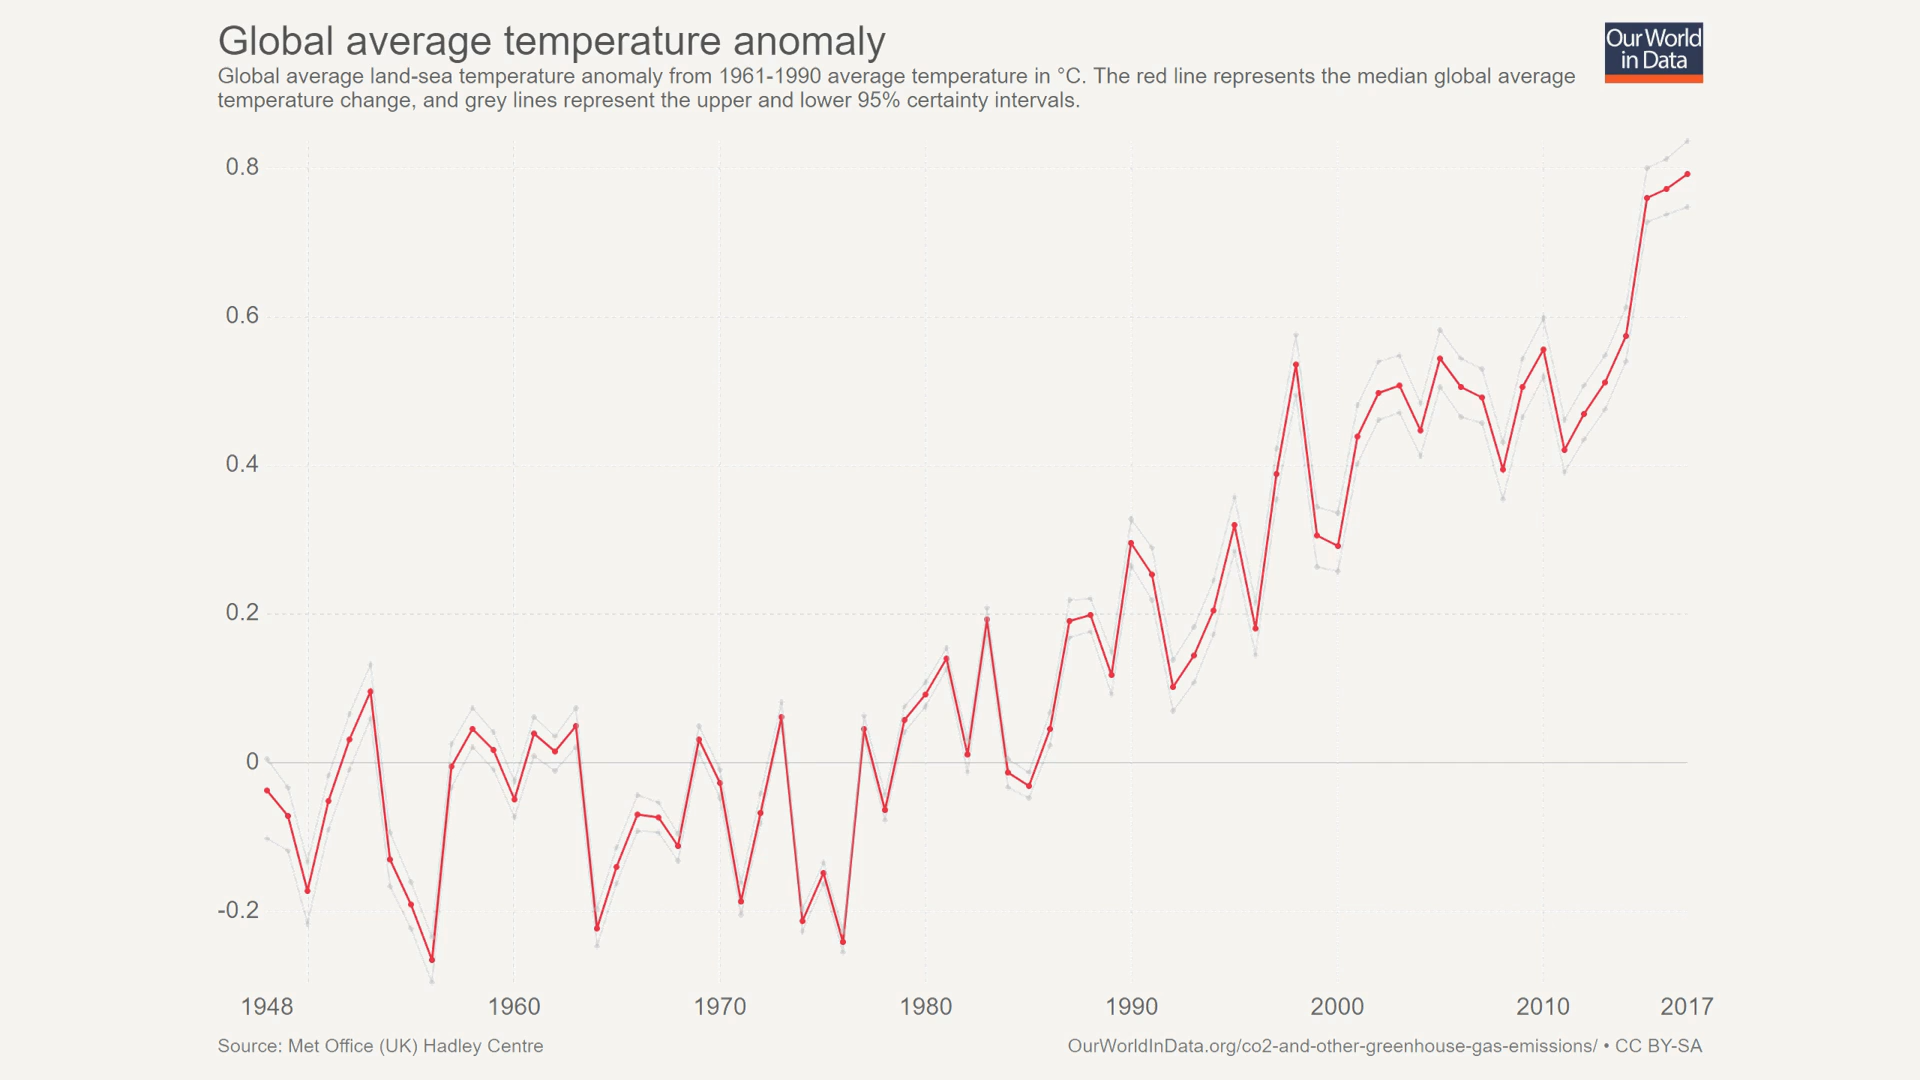 Global average temperature anomaly
Our World
in Data
Global average land-sea temperature anomaly from 1961-1990 average temperature in °C. The red line represents the median global average
temperature change, and grey lines represent the upper and lower 95% certainty intervals.
0.8
0.6
0.4
0.2
0
-0.2
1948 1960 1970 1980 1990 2000 2010 2017
Source: Met Office (UK) Hadley Centre
OurWorldInData.org/co2-and-other-greenhouse-gas-emissions/ • CC BY-SA